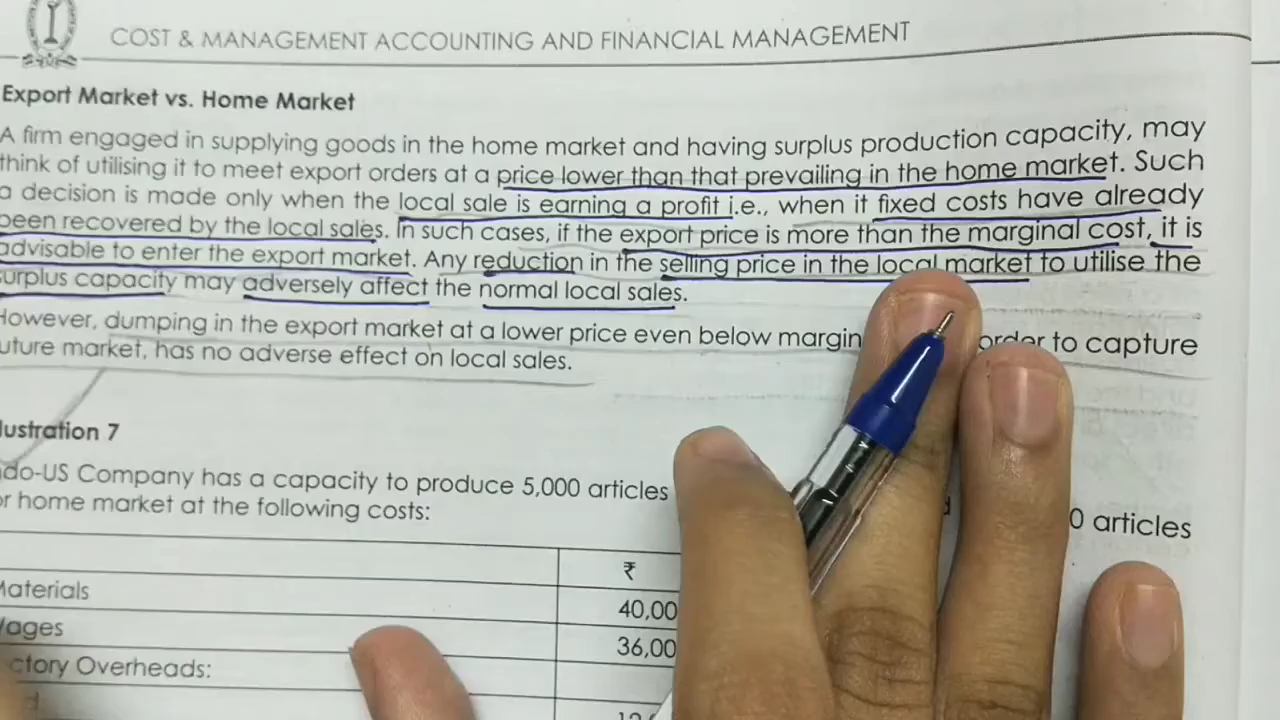 COST & MANAGEMENT ACCOUNTING AND FINANCIAL MANAGEMENT
Export Market vs. Home Market
A firm engaged in supplying goods in the home market and having surplus production capacity, may
think of utilising it to meet export orders at a price lower than that prevailing in the home market. Such
a decision is made only when the local sale is earning a profit i.e., when it fixed costs have already
been recovered by the local sales. In such cases, if the export price is more than the marginal cost, it is
advisable to enter the export market. Any reduction in the selling price in the local market to utilise the
surplus capacity may adversely affect the normal local sales.
However, dumping in the export market at a lower price even below margin order to capture
uture market, has no adverse effect on local sales.
lustration 7
do-US Company has a capacity to produce 5,000 articles 0 articles
or home market at the following costs:
₹
Materials 40,00
Wages 36,00
ctory Overheads: